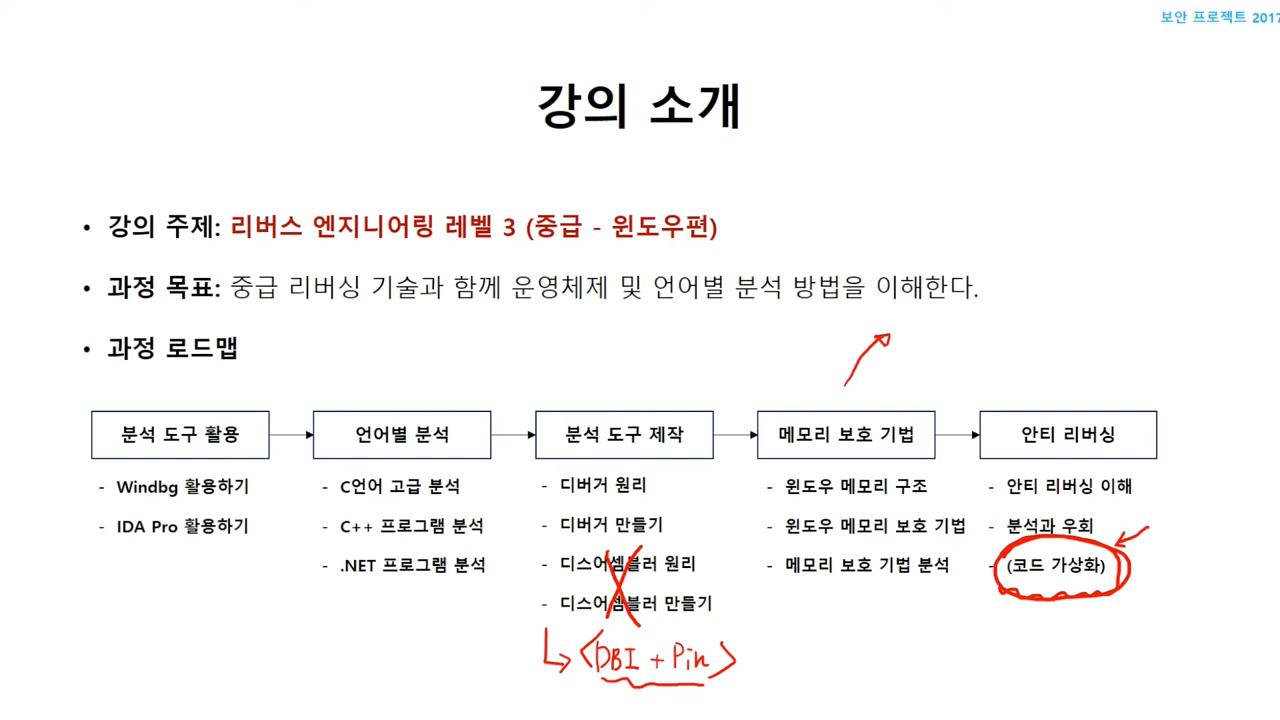 보안 프로젝트 2017
강의 소개
• 강의 주제: 리버스 엔지니어링 레벨 3 (중급 - 윈도우편)
• 과정 목표: 중급 리버싱 기술과 함께 운영체제 및 언어별 분석 방법을 이해한다.
• 과정 로드맵
분석 도구 활용
- Windbg 활용하기
- IDA Pro 활용하기
언어별 분석
- C언어 고급 분석
- C++ 프로그램 분석
- .NET 프로그램 분석
분석 도구 제작
- 디버거 원리
- 디버거 만들기
- 디스어셈블러 원리
- 디스어셈블러 만들기
<DBI + Pin>
메모리 보호 기법
- 윈도우 메모리 구조
- 윈도우 메모리 보호 기법
- 메모리 보호 기법 분석
안티 리버싱
- 안티 리버싱 이해
- 분석과 우회
- (코드 가상화)